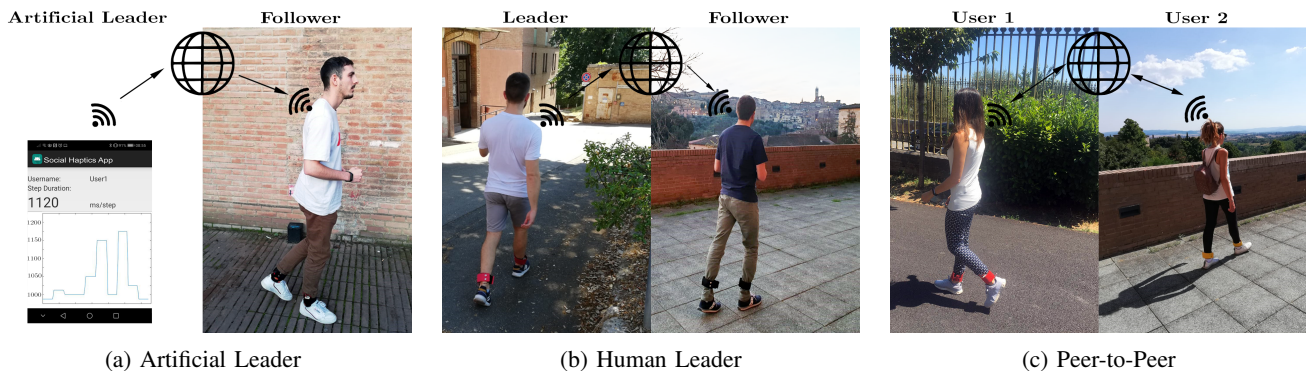 Artificial Leader
Follower
Leader
Follower
User 1
User 2
Social Haptics App
Username: User1
Step Duration:
1120 ms/step
1200
1150
1100
1050
1000
(a) Artificial Leader
(b) Human Leader
(c) Peer-to-Peer